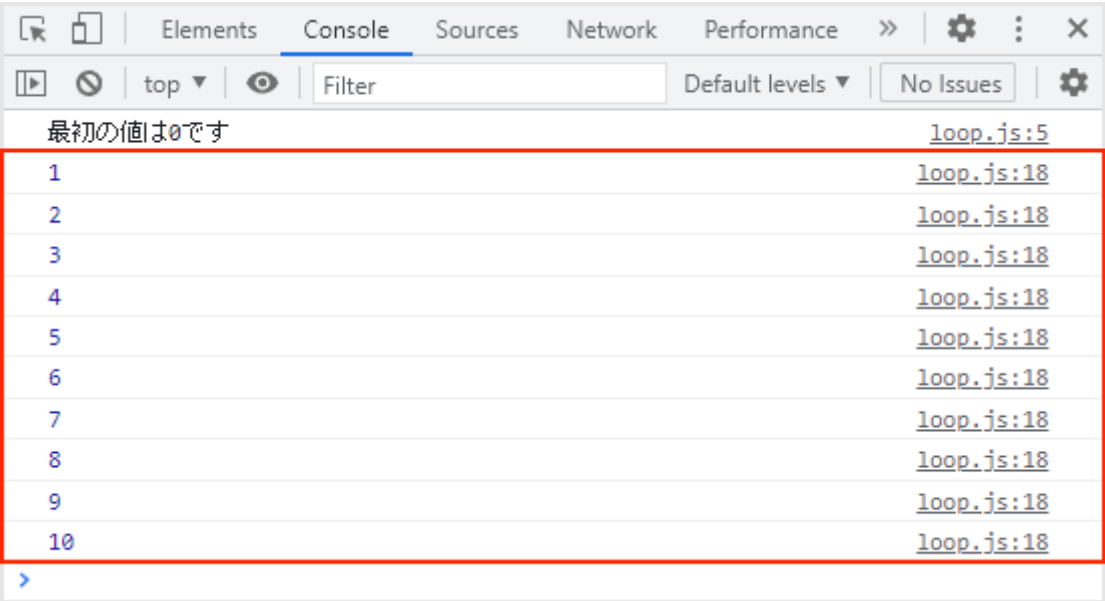 Elements Console Sources Network Performance
top Filter Default levels No Issues
最初の値は0です loop.js:5
1 loop.js:18
2 loop.js:18
3 loop.js:18
4 loop.js:18
5 loop.js:18
6 loop.js:18
7 loop.js:18
8 loop.js:18
9 loop.js:18
10 loop.js:18